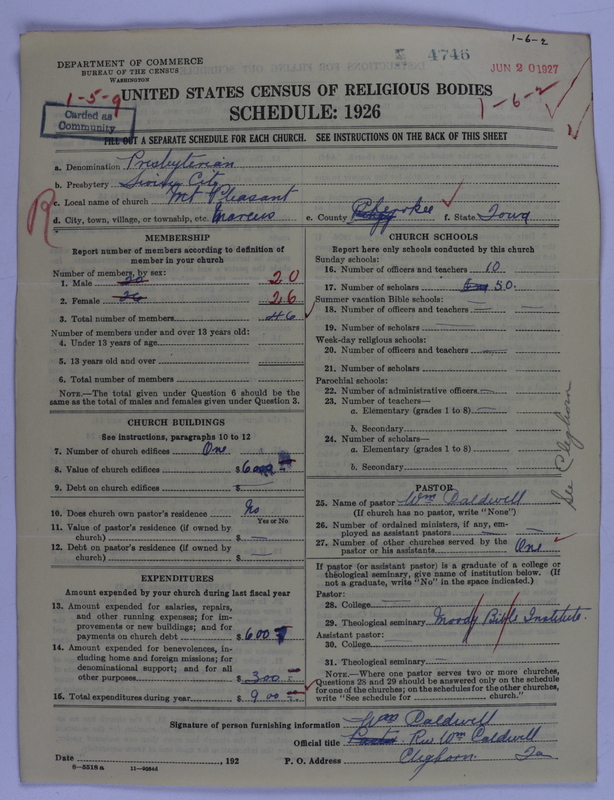 1-6-2
DEPARTMENT OF COMMERCE
BUREAU OF THE CENSUS
WASHINGTON
4746
JUN 20 1927
1-5-9
UNITED STATES CENSUS OF RELIGIOUS BODIES
1-6-2
SCHEDULE: 1926
Carded as
Community
FILL OUT A SEPARATE SCHEDULE FOR EACH CHURCH. SEE INSTRUCTIONS ON THE BACK OF THIS SHEET
a. Denomination Presbyterian
b. Presbytery City
c. Local name of church Mt Pleasant
R
d. City, town, village, or township, etc. Marcus e. County Cherokee f. State Iowa
MEMBERSHIP
Report number of members according to definition of
member in your church
Number of members, by sex:
1. Male 20 20
2. Female 26 26
3. Total number of members 46
Number of members under and over 13 years old:
4. Under 13 years of age
5. 13 years old and over
6. Total number of members
NOTE.—The total given under Question 6 should be the
same as the total of males and females given under Question 3.
CHURCH BUILDINGS
See instructions, paragraphs 10 to 12
7. Number of church edifices One
8. Value of church edifices $6000
9. Debt on church edifices $ —
10. Does church own pastor's residence No
Yes or No
11. Value of pastor's residence (if owned by
church) $ —
12. Debt on pastor's residence (if owned by
church) $ —
EXPENDITURES
Amount expended by your church during last fiscal year
13. Amount expended for salaries, repairs,
and other running expenses; for im-
provements or new buildings; and for
payments on church debt $600
14. Amount expended for benevolences, in-
cluding home and foreign missions; for
denominational support; and for all
other purposes $300
15. Total expenditures during year $900
CHURCH SCHOOLS
Report here only schools conducted by this church
Sunday schools:
16. Number of officers and teachers 10
17. Number of scholars 50.
Summer vacation Bible schools:
18. Number of officers and teachers —
19. Number of scholars —
Week-day religious schools:
20. Number of officers and teachers —
21. Number of scholars
Parochial schools:
22. Number of administrative officers —
23. Number of teachers—
a. Elementary (grades 1 to 8) —
b. Secondary
24. Number of scholars—
a. Elementary (grades 1 to 8) —
b. Secondary
See Cleghorn
PASTOR
25. Name of pastor Wm Caldwell
(If church has no pastor, write "None")
26. Number of ordained ministers, if any, em-
ployed as assistant pastors —
27. Number of other churches served by the
pastor or his assistants One
If pastor (or assistant pastor) is a graduate of a college or
theological seminary, give name of institution below. (If
not a graduate, write "No" in the space indicated.)
Pastor:
28. College
29. Theological seminary Moody Bible Institute.
Assistant pastor:
30. College
31. Theological seminary —
NOTE.—Where one pastor serves two or more churches,
Questions 28 and 29 should be answered only on the schedule
for one of the churches; on the schedules for the other churches,
write "See schedule for church."
Signature of person furnishing information Wm Caldwell
Official title Pastor. Rev Wm Caldwell
Date , 192 P. O. Address Cleghorn. Ia
8—5518a 11—9564d